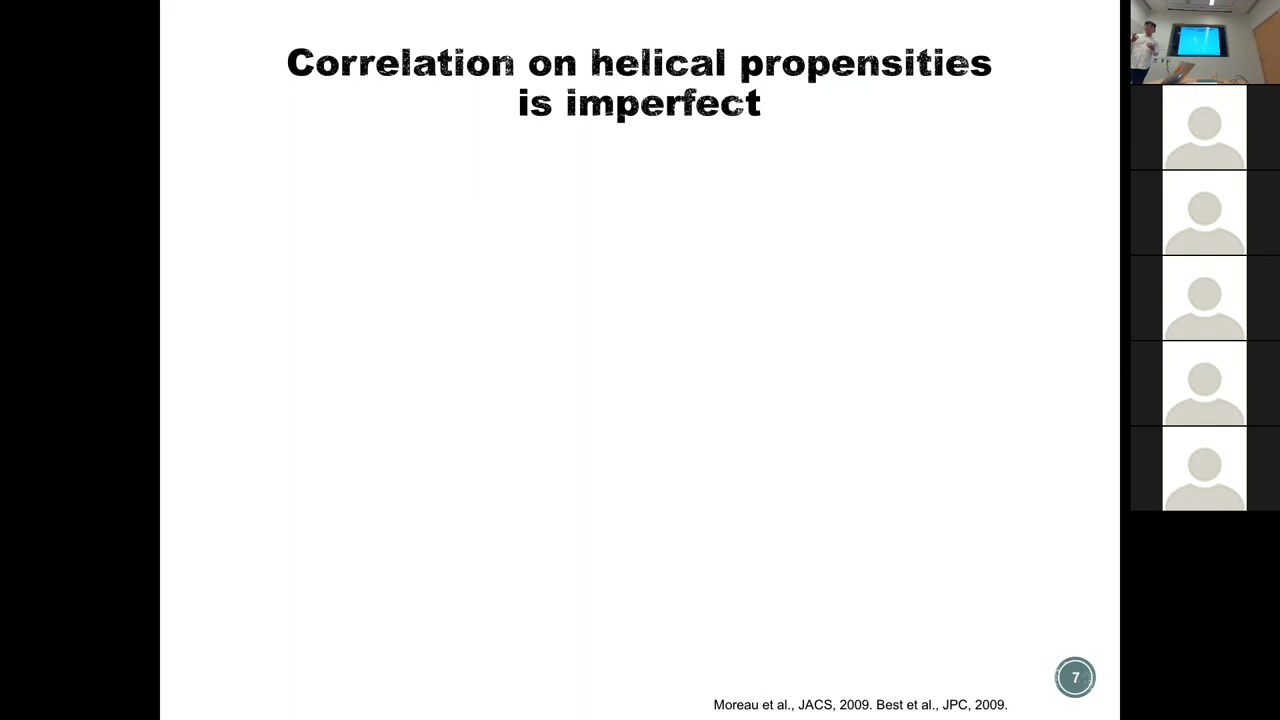 Correlation on helical propensities
is imperfect
7
Moreau et al., JACS, 2009. Best et al., JPC, 2009.